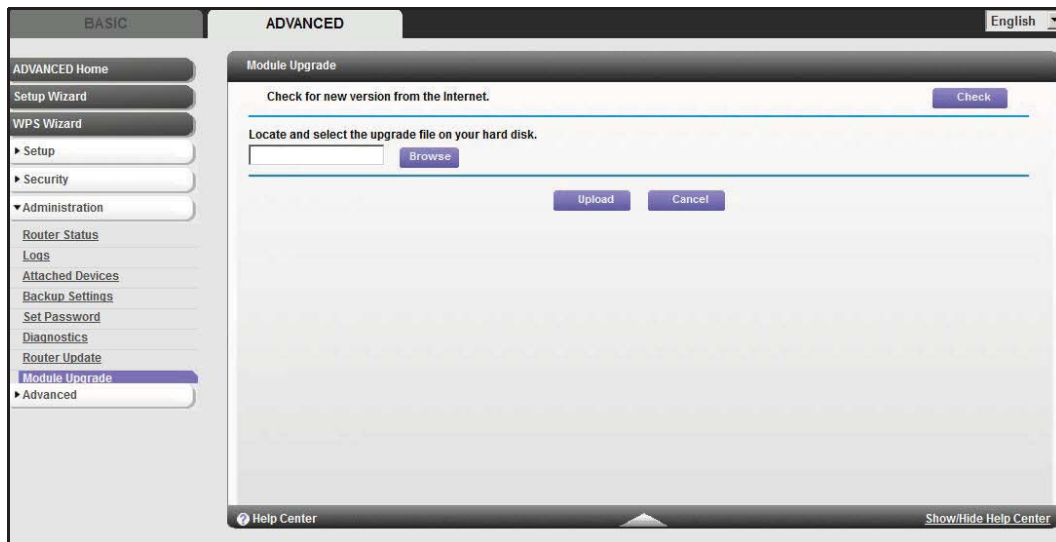 BASIC
ADVANCED
English
ADVANCED Home
Setup Wizard
WPS Wizard
Setup
Security
Administration
Router Status
Logs
Attached Devices
Backup Settings
Set Password
Diagnostics
Router Update
Module Upgrade
Advanced
Module Upgrade
Check for new version from the Internet.
Check
Locate and select the upgrade file on your hard disk.
Browse
Upload
Cancel
Help Center
Show/Hide Help Center